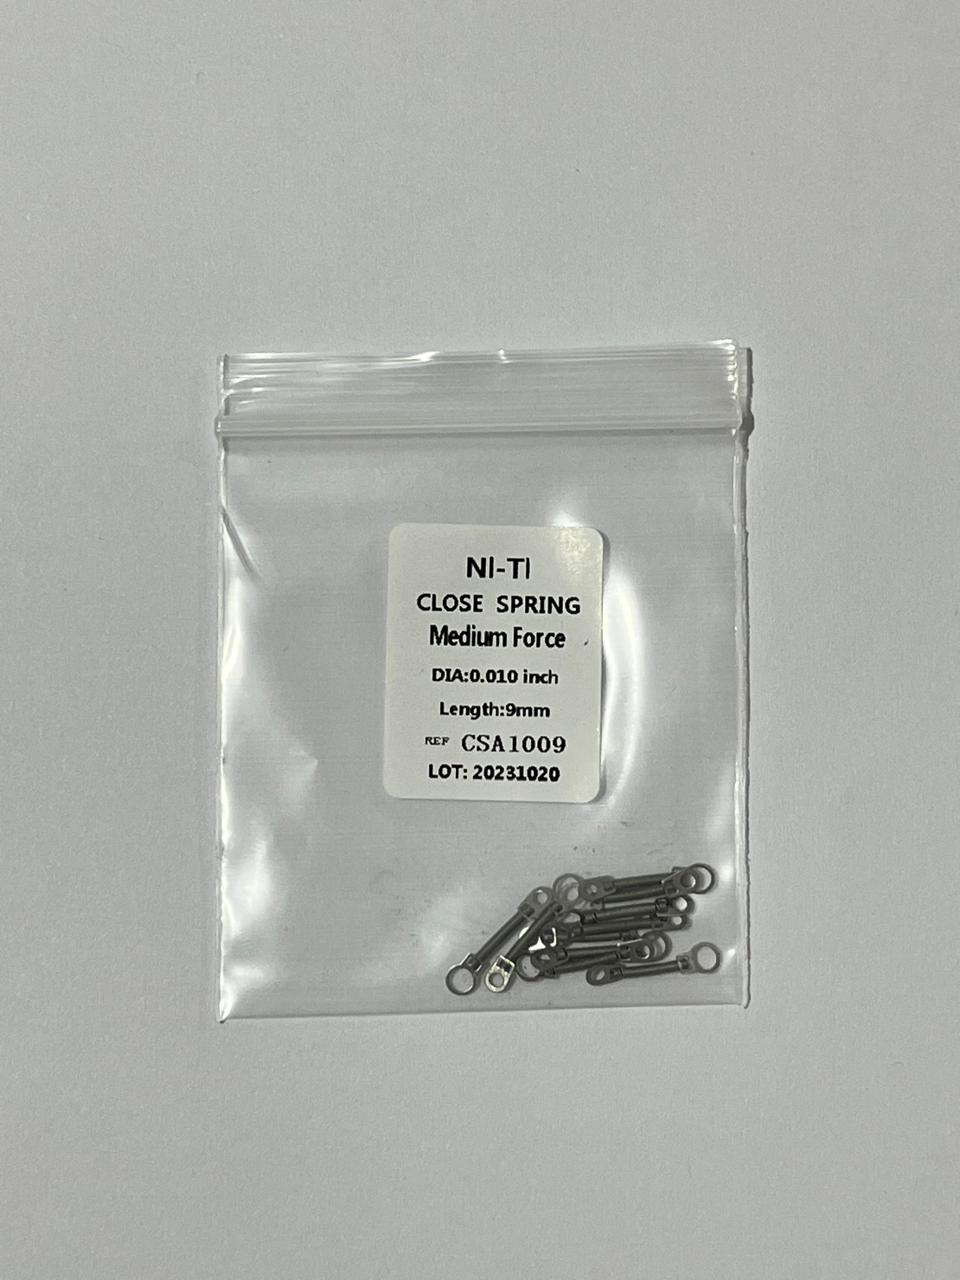 NI-TI
CLOSE SPRING
Medium Force
DIA:0.010 inch
Length:9mm
REF CSA1009
LOT: 20231020